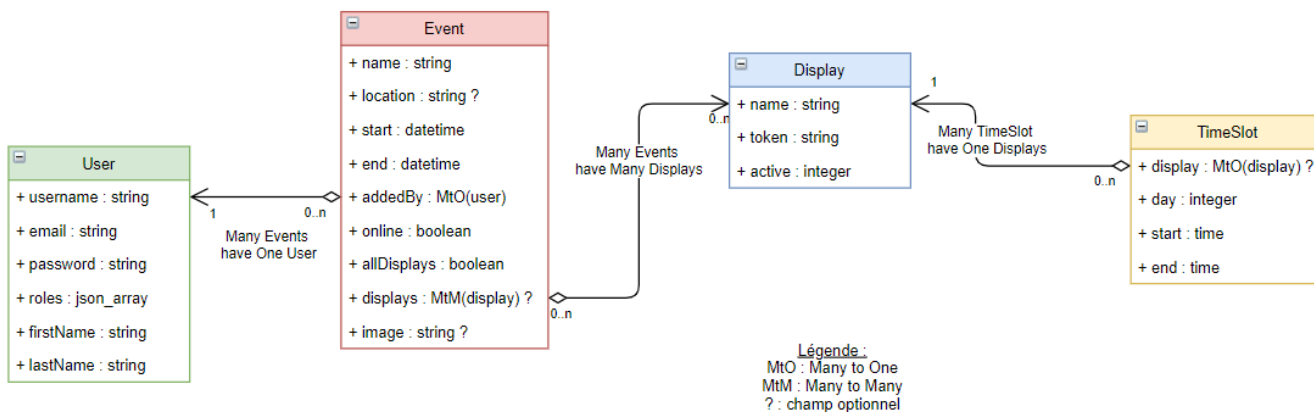 User
+ username : string
+ email : string
+ password : string
+ roles : json_array
+ firstName : string
+ lastName : string
1
0..n
Many Events
have One User
Event
+ name : string
+ location : string ?
+ start : datetime
+ end : datetime
+ addedBy : MtO(user)
+ online : boolean
+ allDisplays : boolean
+ displays : MtM(display) ?
+ image : string ?
0..n
Many Events
have Many Displays
0..n
Display
+ name : string
+ token : string
+ active : integer
1
Many TimeSlot
have One Displays
0..n
TimeSlot
+ display : MtO(display) ?
+ day : integer
+ start : time
+ end : time
Légende :
MtO : Many to One
MtM : Many to Many
? : champ optionnel